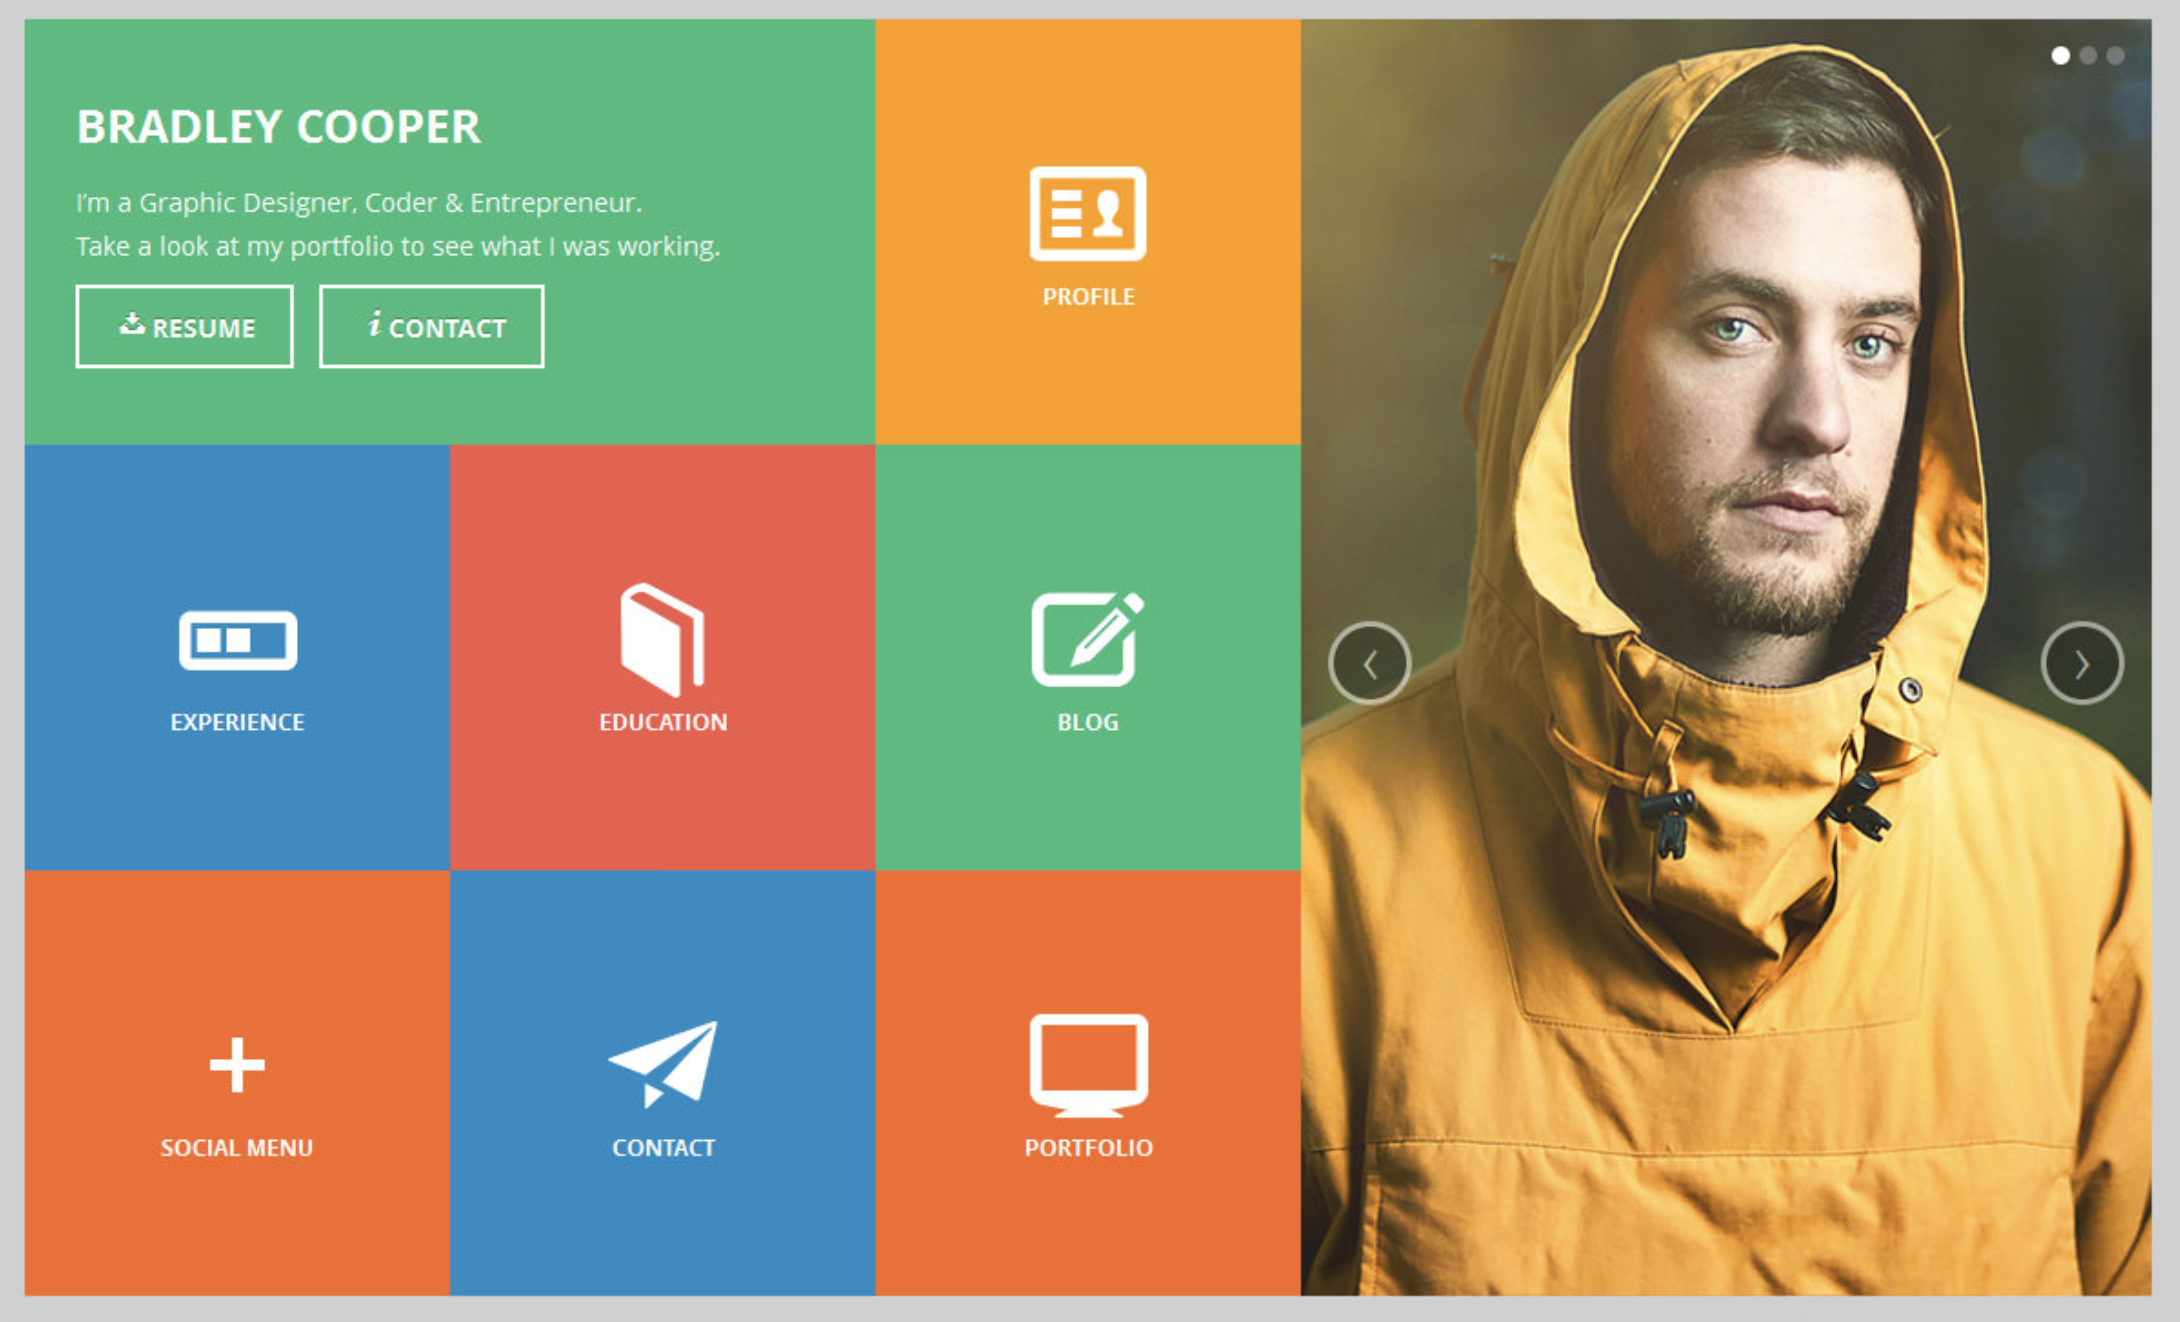 BRADLEY COOPER
I'm a Graphic Designer, Coder & Entrepreneur.
Take a look at my portfolio to see what I was working.
RESUME
i CONTACT
PROFILE
EXPERIENCE
EDUCATION
BLOG
SOCIAL MENU
CONTACT
PORTFOLIO